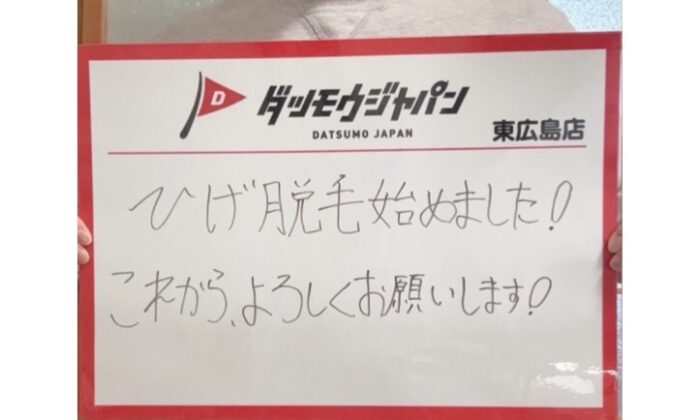 D
ダツモウジャパン
DATSUMO JAPAN
東広島店
ひげ脱毛始めました!
これから、よろしくお願いします!